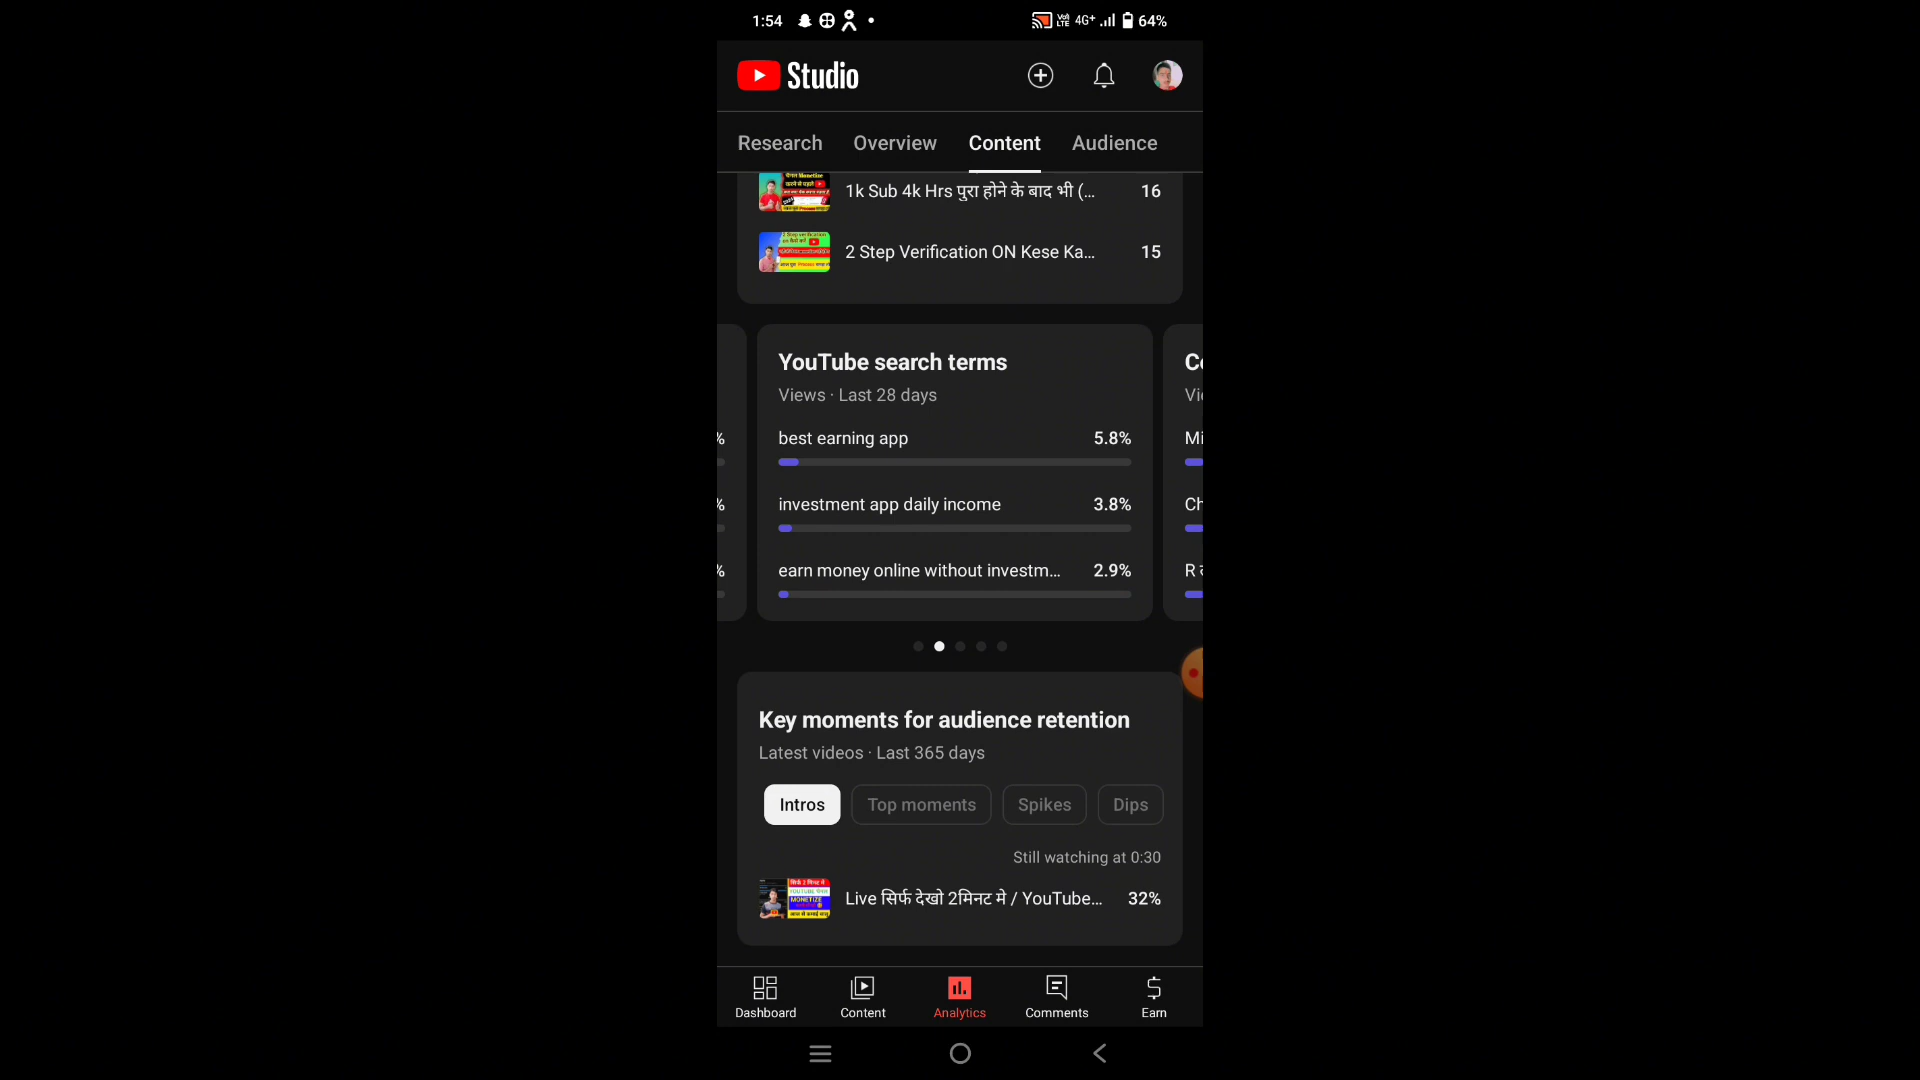 1:54 VoLTE 4G+ 64%
Studio
Research Overview Content Audience
1k Sub 4k Hrs पुरा होने के बाद भी (... 16
2 Step Verification ON Kese Ka... 15
YouTube search terms
Views · Last 28 days
best earning app 5.8%
investment app daily income 3.8%
earn money online without investm... 2.9%
Key moments for audience retention
Latest videos · Last 365 days
Intros Top moments Spikes Dips
Still watching at 0:30
Live सिर्फ देखो 2मिनट मे / YouTube... 32%
Dashboard Content Analytics Comments Earn